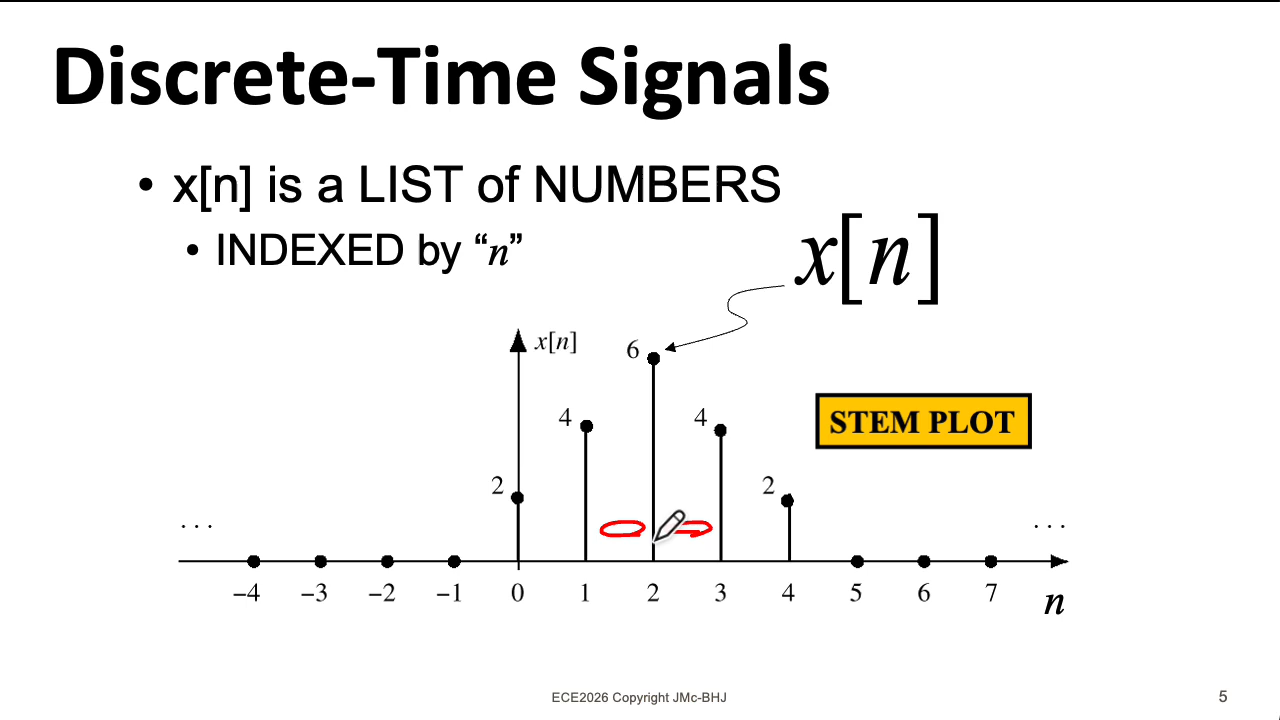 Discrete-Time Signals
• x[n] is a LIST of NUMBERS
• INDEXED by “n”
x[n]
x[n]
6
4
4
STEM PLOT
2
2
. . .
. . .
−4 −3 −2 −1 0 1 2 3 4 5 6 7
n
ECE2026 Copyright JMc-BHJ
5